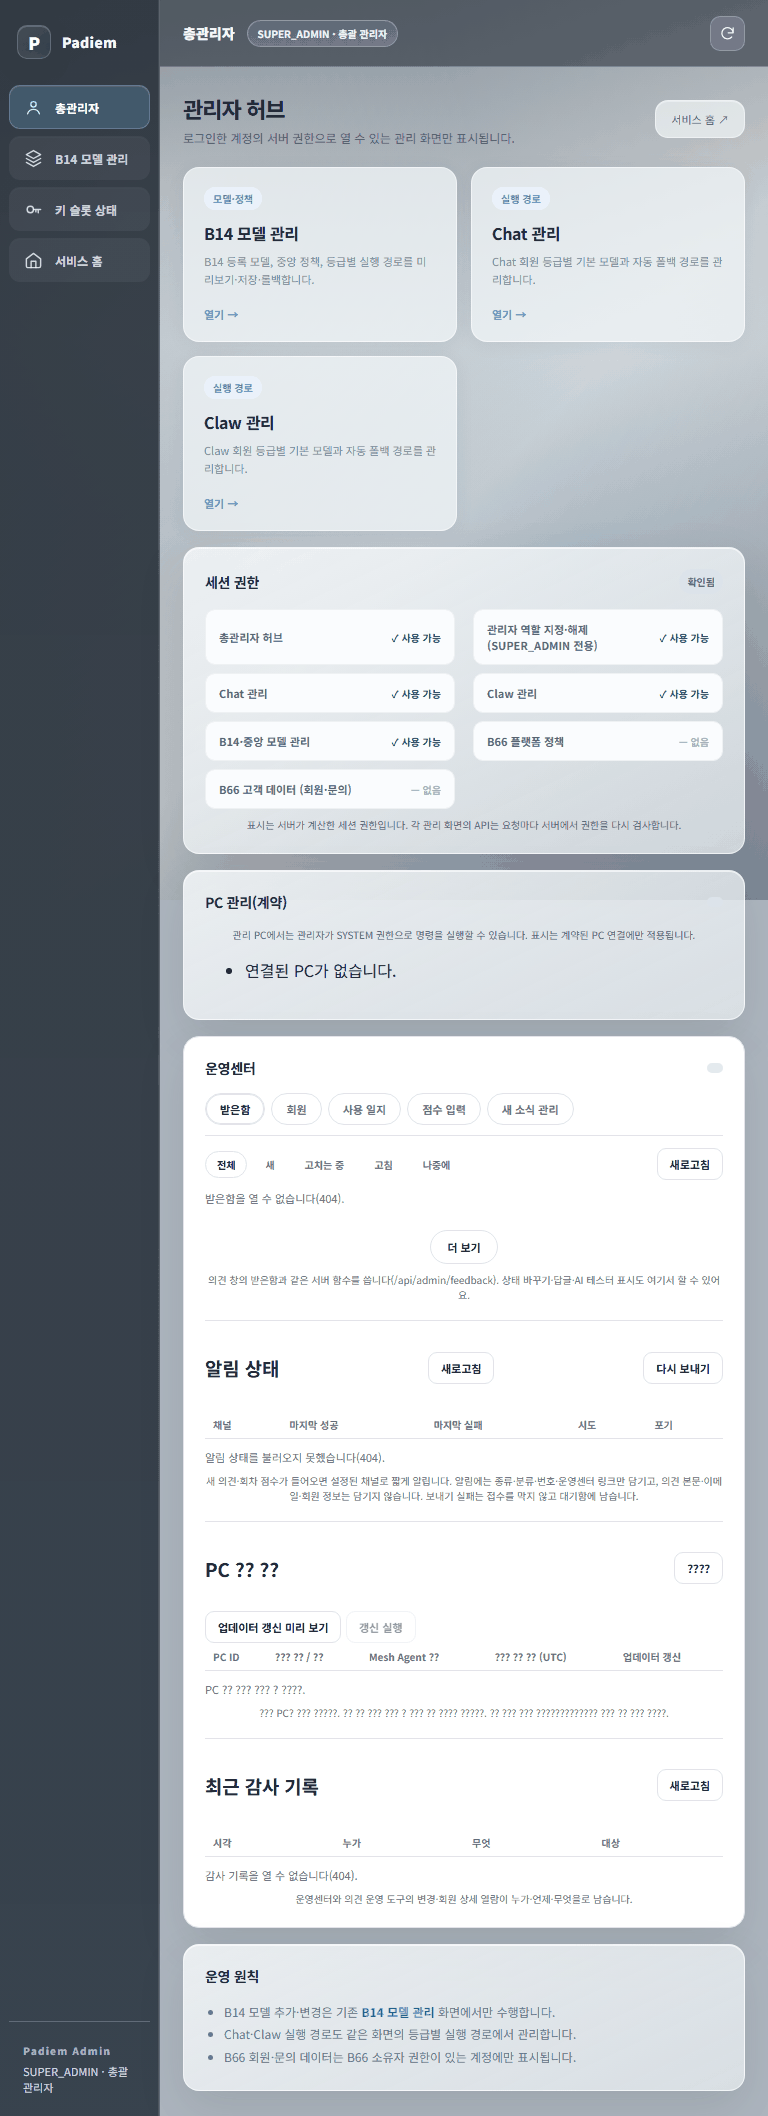 P Padiem
총관리자
B14 모델 관리
키 슬롯 상태
서비스 홈
총관리자 SUPER_ADMIN · 총괄 관리자
관리자 허브
로그인한 계정의 서버 권한으로 열 수 있는 관리 화면만 표시됩니다.
서비스 홈 ↗
모델·정책
B14 모델 관리
B14 등록 모델, 중앙 정책, 등급별 실행 경로를 미
리보기·저장·롤백합니다.
열기 →
실행 경로
Chat 관리
Chat 회원 등급별 기본 모델과 자동 폴백 경로를 관
리합니다.
열기 →
실행 경로
Claw 관리
Claw 회원 등급별 기본 모델과 자동 폴백 경로를 관
리합니다.
열기 →
세션 권한 확인됨
총관리자 허브 ✓ 사용 가능
관리자 역할 지정·해제
(SUPER_ADMIN 전용) ✓ 사용 가능
Chat 관리 ✓ 사용 가능
Claw 관리 ✓ 사용 가능
B14·중앙 모델 관리 ✓ 사용 가능
B66 플랫폼 정책 — 없음
B66 고객 데이터 (회원·문의) — 없음
표시는 서버가 계산한 세션 권한입니다. 각 관리 화면의 API는 요청마다 서버에서 권한을 다시 검사합니다.
PC 관리(계약)
관리 PC에서는 관리자가 SYSTEM 권한으로 명령을 실행할 수 있습니다. 표시는 계약된 PC 연결에만 적용됩니다.
• 연결된 PC가 없습니다.
운영센터
받은함 회원 사용 일지 점수 입력 새 소식 관리
전체 새 고치는 중 고침 나중에 새로고침
받은함을 열 수 없습니다(404).
더 보기
의견 창의 받은함과 같은 서버 함수를 씁니다(/api/admin/feedback). 상태 바꾸기·답글·AI 테스터 표시도 여기서 할 수 있어
요.
알림 상태 새로고침 다시 보내기
채널 마지막 성공 마지막 실패 시도 포기
알림 상태를 불러오지 못했습니다(404).
새 의견·회차 점수가 들어오면 설정된 채널로 짧게 알립니다. 알림에는 종류·분류·번호·운영센터 링크만 담기고, 의견 본문·이메
일·회원 정보는 담기지 않습니다. 보내기 실패는 접수를 막지 않고 대기함에 남습니다.
PC ?? ?? ????
업데이터 갱신 미리 보기 갱신 실행
PC ID ??? ?? / ?? Mesh Agent ?? ??? ?? ?? (UTC) 업데이터 갱신
PC ?? ??? ??? ? ????.
??? PC? ??? ?????. ?? ?? ??? ??? ? ??? ?? ???? ?????. ?? ??? ??? ????????????? ??? ?? ??? ????.
최근 감사 기록 새로고침
시각 누가 무엇 대상
감사 기록을 열 수 없습니다(404).
운영센터와 의견 운영 도구의 변경·회원 상세 열람이 누가·언제·무엇을로 남습니다.
운영 원칙
• B14 모델 추가·변경은 기존 B14 모델 관리 화면에서만 수행합니다.
• Chat·Claw 실행 경로도 같은 화면의 등급별 실행 경로에서 관리합니다.
• B66 회원·문의 데이터는 B66 소유자 권한이 있는 계정에만 표시됩니다.
Padiem Admin
SUPER_ADMIN · 총괄
관리자